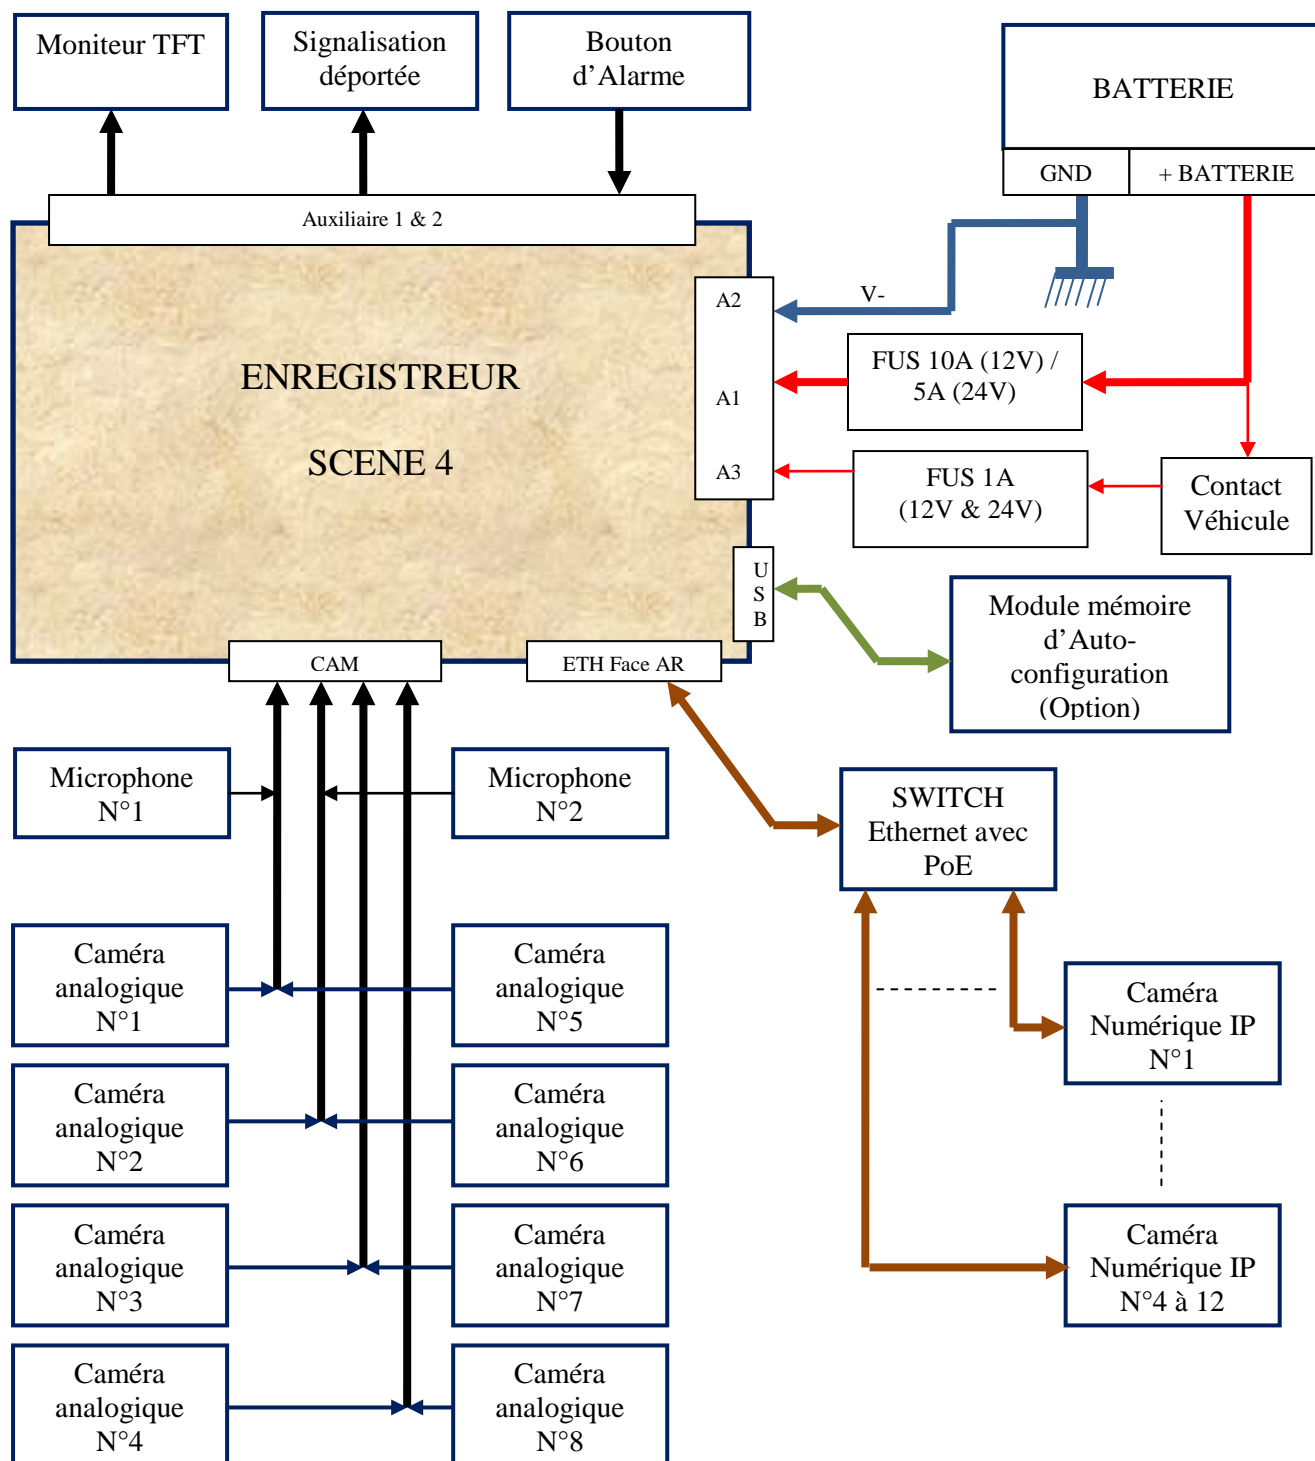 Moniteur TFT
Signalisation
déportée
Bouton
d’Alarme
BATTERIE
GND
+ BATTERIE
Auxiliaire 1 & 2
A2
V-
ENREGISTREUR
SCENE 4
A1
FUS 10A (12V) /
5A (24V)
A3
FUS 1A
(12V & 24V)
Contact
Véhicule
U
S
B
Module mémoire
d’Auto-
configuration
(Option)
CAM
ETH Face AR
Microphone
N°1
Microphone
N°2
SWITCH
Ethernet avec
PoE
Caméra
analogique
N°1
Caméra
analogique
N°5
Caméra
Numérique IP
N°1
Caméra
analogique
N°2
Caméra
analogique
N°6
Caméra
analogique
N°3
Caméra
analogique
N°7
Caméra
Numérique IP
N°4 à 12
Caméra
analogique
N°4
Caméra
analogique
N°8